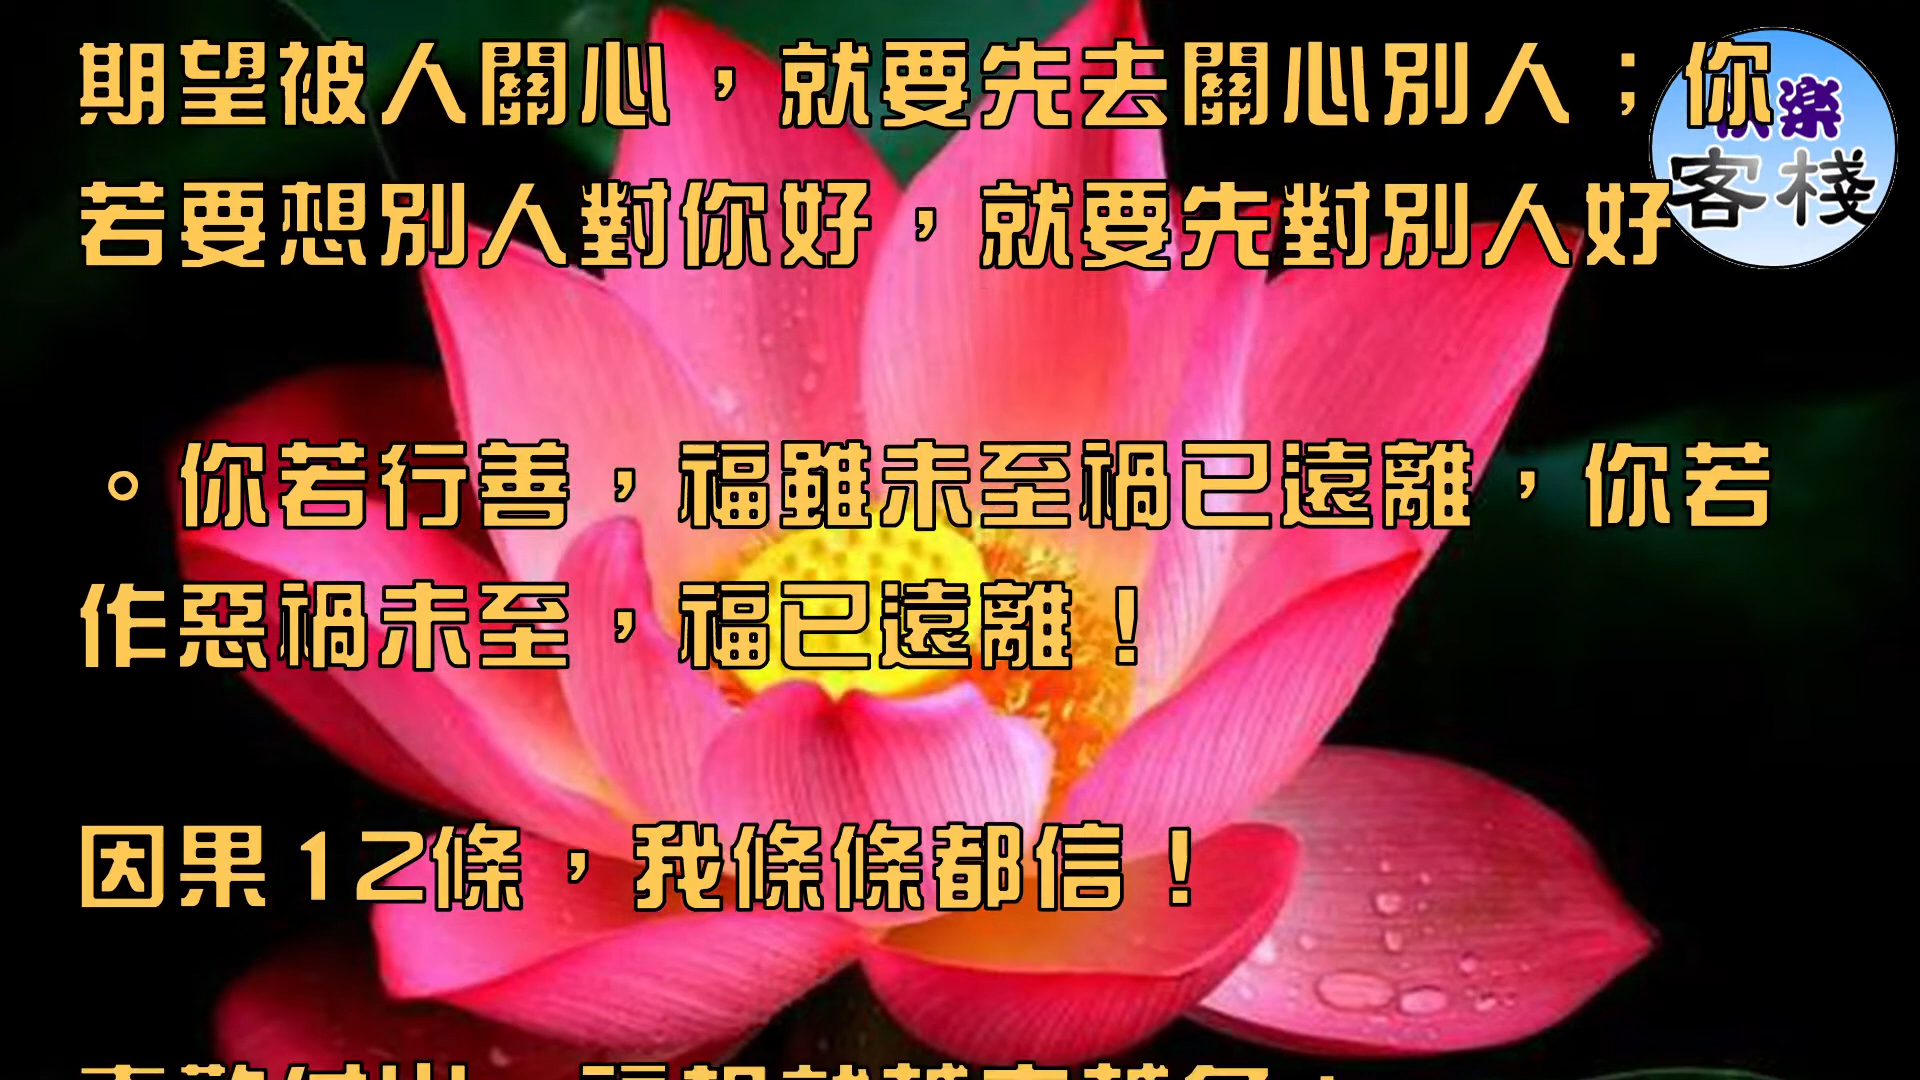 期望被人關心，就要先去關心別人；你
若要想別人對你好，就要先對別人好
。你若行善，福雖未至禍已遠離，你若
作惡禍未至，福已遠離！
因果12條，我條條都信！
客棧